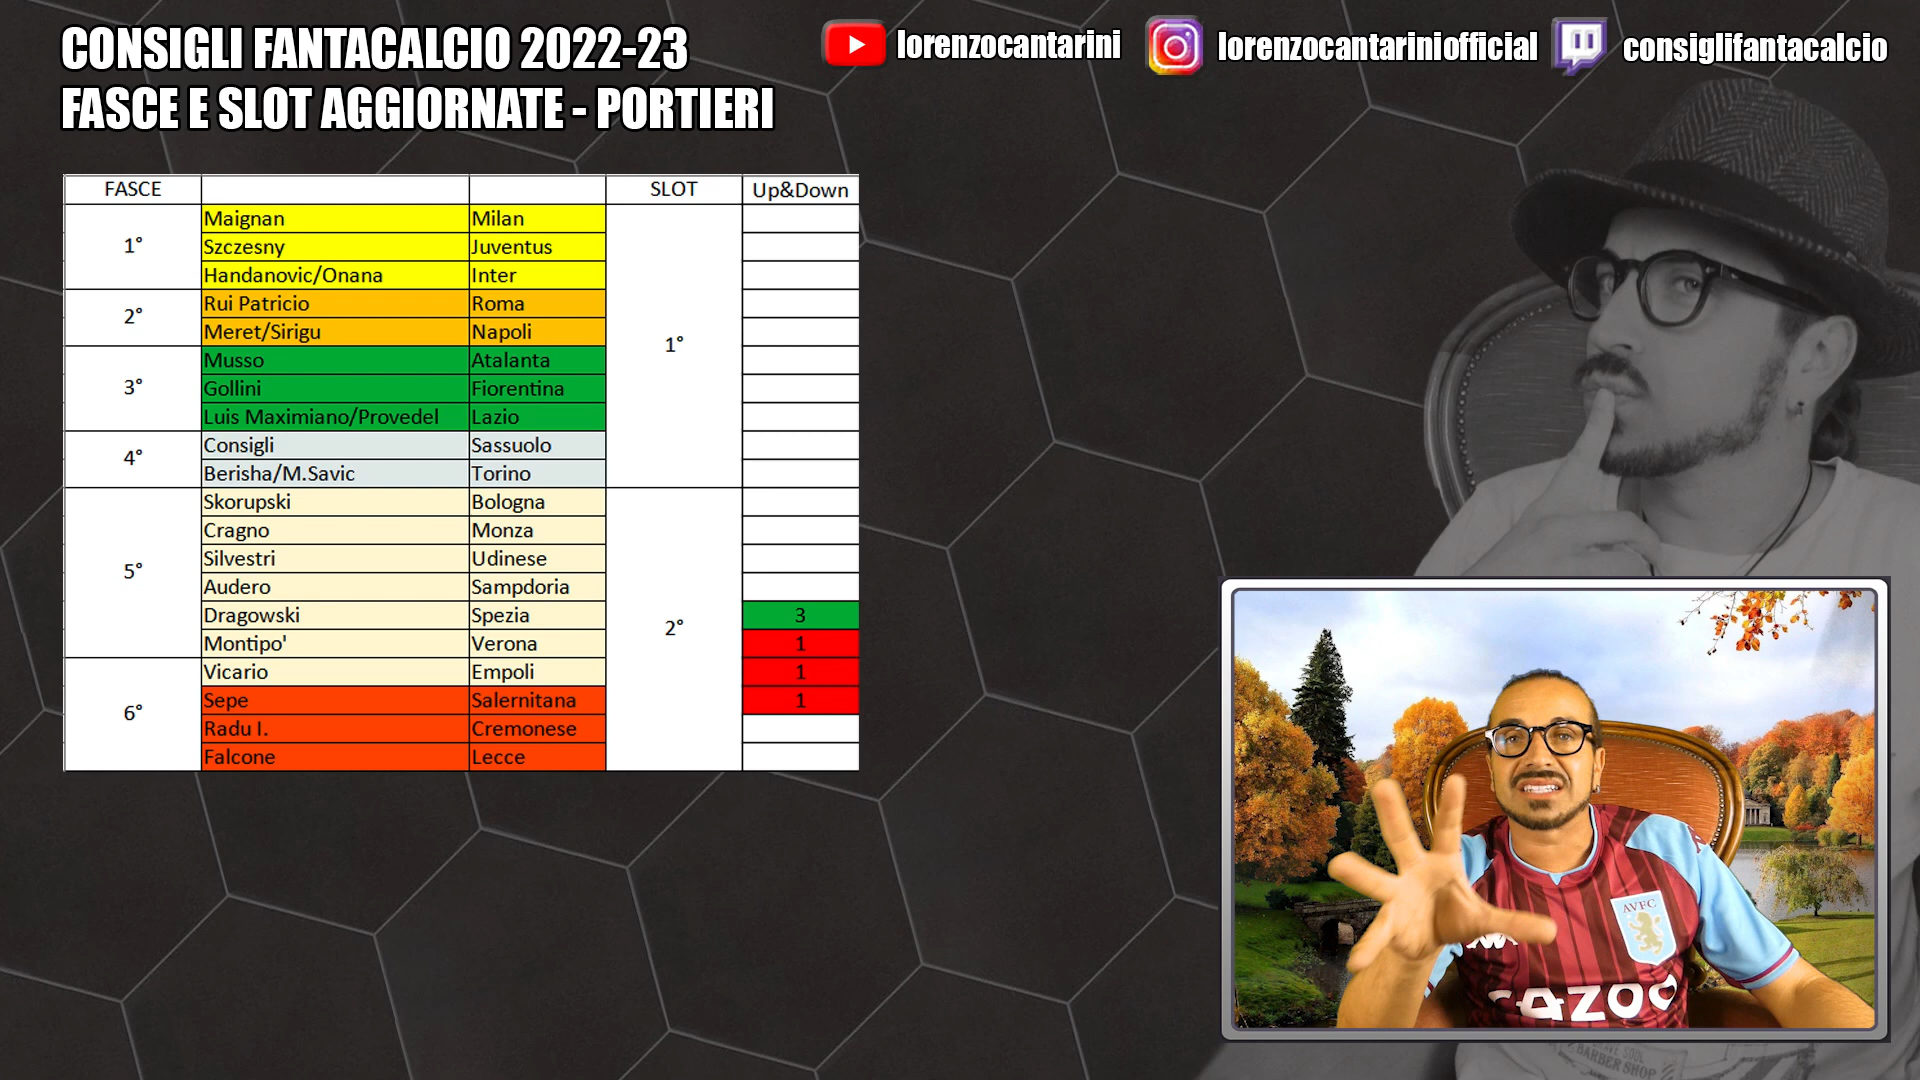 CONSIGLI FANTACALCIO 2022-23
FASCE E SLOT AGGIORNATE - PORTIERI
lorenzocantarini
lorenzocantariniofficial
consiglifantacalcio
FASCE SLOT Up&Down
1° Maignan Milan 1°
Szczesny Juventus
Handanovic/Onana Inter
2° Rui Patricio Roma
Meret/Sirigu Napoli
3° Musso Atalanta
Gollini Fiorentina
Luis Maximiano/Provedel Lazio
4° Consigli Sassuolo
Berisha/M.Savic Torino
5° Skorupski Bologna 2°
Cragno Monza
Silvestri Udinese
Audero Sampdoria
Dragowski Spezia 3
Montipo' Verona 1
6° Vicario Empoli 1
Sepe Salernitana 1
Radu I. Cremonese
Falcone Lecce
AVFC
BARBER SHOP